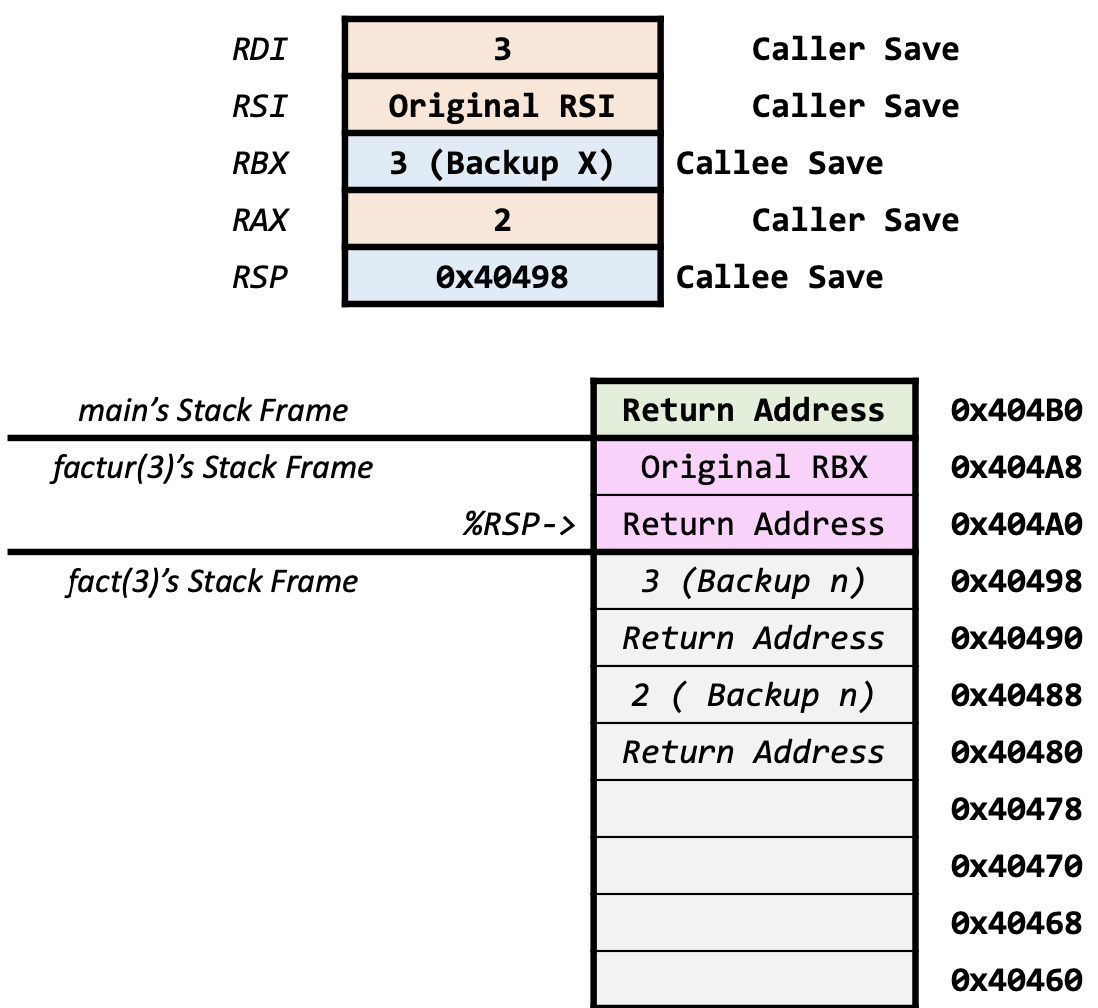 RDI 3 Caller Save
RSI Original RSI Caller Save
RBX 3 (Backup X) Callee Save
RAX 2 Caller Save
RSP 0x40498 Callee Save
main's Stack Frame Return Address 0x404B0
factur(3)'s Stack Frame Original RBX 0x404A8
%RSP-> Return Address 0x404A0
fact(3)'s Stack Frame 3 (Backup n) 0x40498
Return Address 0x40490
2 ( Backup n) 0x40488
Return Address 0x40480
0x40478
0x40470
0x40468
0x40460